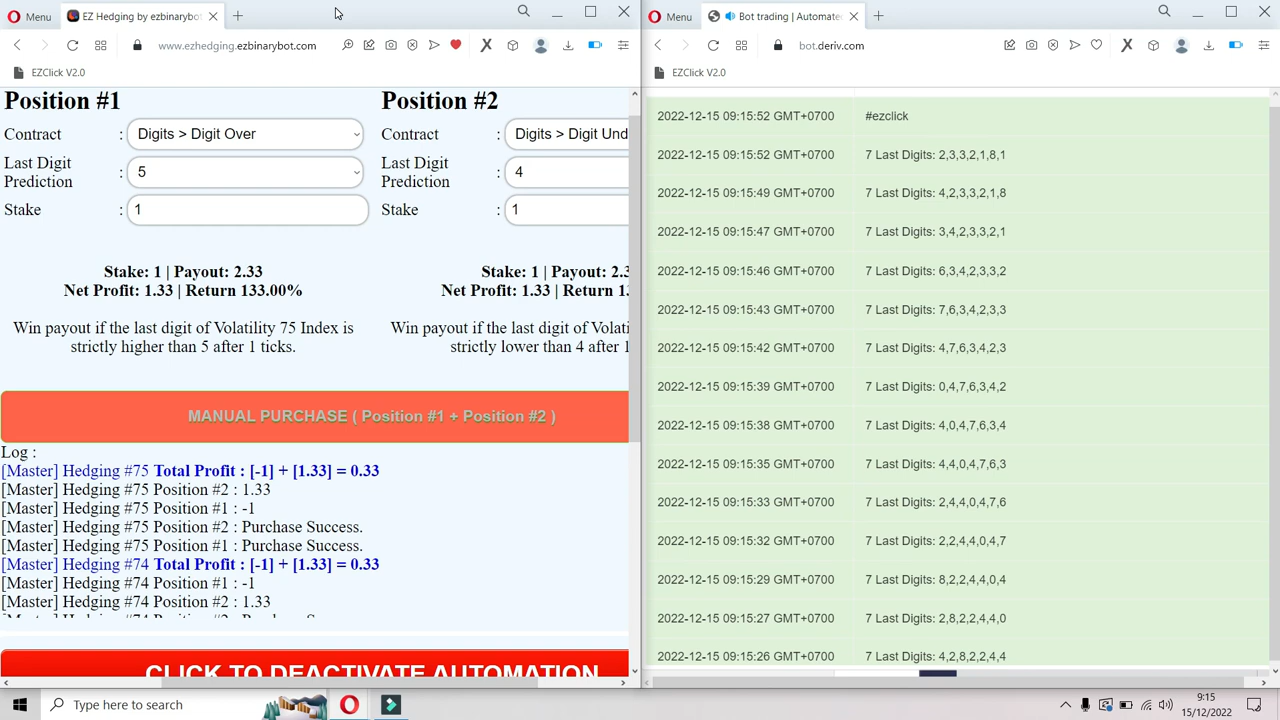 Menu
EZ Hedging by ezbinarybot
www.ezhedging.ezbinarybot.com
EZClick V2.0
Position #1
Contract : Digits > Digit Over
Last Digit Prediction : 5
Stake : 1
Stake: 1 | Payout: 2.33
Net Profit: 1.33 | Return 133.00%
Win payout if the last digit of Volatility 75 Index is
strictly higher than 5 after 1 ticks.
Position #2
Contract : Digits > Digit Und
Last Digit Prediction : 4
Stake : 1
Stake: 1 | Payout: 2.3
Net Profit: 1.33 | Return 1
Win payout if the last digit of Volati
strictly lower than 4 after 1
MANUAL PURCHASE ( Position #1 + Position #2 )
Log :
[Master] Hedging #75 Total Profit : [-1] + [1.33] = 0.33
[Master] Hedging #75 Position #2 : 1.33
[Master] Hedging #75 Position #1 : -1
[Master] Hedging #75 Position #2 : Purchase Success.
[Master] Hedging #75 Position #1 : Purchase Success.
[Master] Hedging #74 Total Profit : [-1] + [1.33] = 0.33
[Master] Hedging #74 Position #1 : -1
[Master] Hedging #74 Position #2 : 1.33
CLICK TO DEACTIVATE AUTOMATION
Menu
Bot trading | Automate
bot.deriv.com
EZClick V2.0
2022-12-15 09:15:52 GMT+0700 #ezclick
2022-12-15 09:15:52 GMT+0700 7 Last Digits: 2,3,3,2,1,8,1
2022-12-15 09:15:49 GMT+0700 7 Last Digits: 4,2,3,3,2,1,8
2022-12-15 09:15:47 GMT+0700 7 Last Digits: 3,4,2,3,3,2,1
2022-12-15 09:15:46 GMT+0700 7 Last Digits: 6,3,4,2,3,3,2
2022-12-15 09:15:43 GMT+0700 7 Last Digits: 7,6,3,4,2,3,3
2022-12-15 09:15:42 GMT+0700 7 Last Digits: 4,7,6,3,4,2,3
2022-12-15 09:15:39 GMT+0700 7 Last Digits: 0,4,7,6,3,4,2
2022-12-15 09:15:38 GMT+0700 7 Last Digits: 4,0,4,7,6,3,4
2022-12-15 09:15:35 GMT+0700 7 Last Digits: 4,4,0,4,7,6,3
2022-12-15 09:15:33 GMT+0700 7 Last Digits: 2,4,4,0,4,7,6
2022-12-15 09:15:32 GMT+0700 7 Last Digits: 2,2,4,4,0,4,7
2022-12-15 09:15:29 GMT+0700 7 Last Digits: 8,2,2,4,4,0,4
2022-12-15 09:15:27 GMT+0700 7 Last Digits: 2,8,2,2,4,4,0
2022-12-15 09:15:26 GMT+0700 7 Last Digits: 4,2,8,2,2,4,4
Type here to search
9:15
15/12/2022